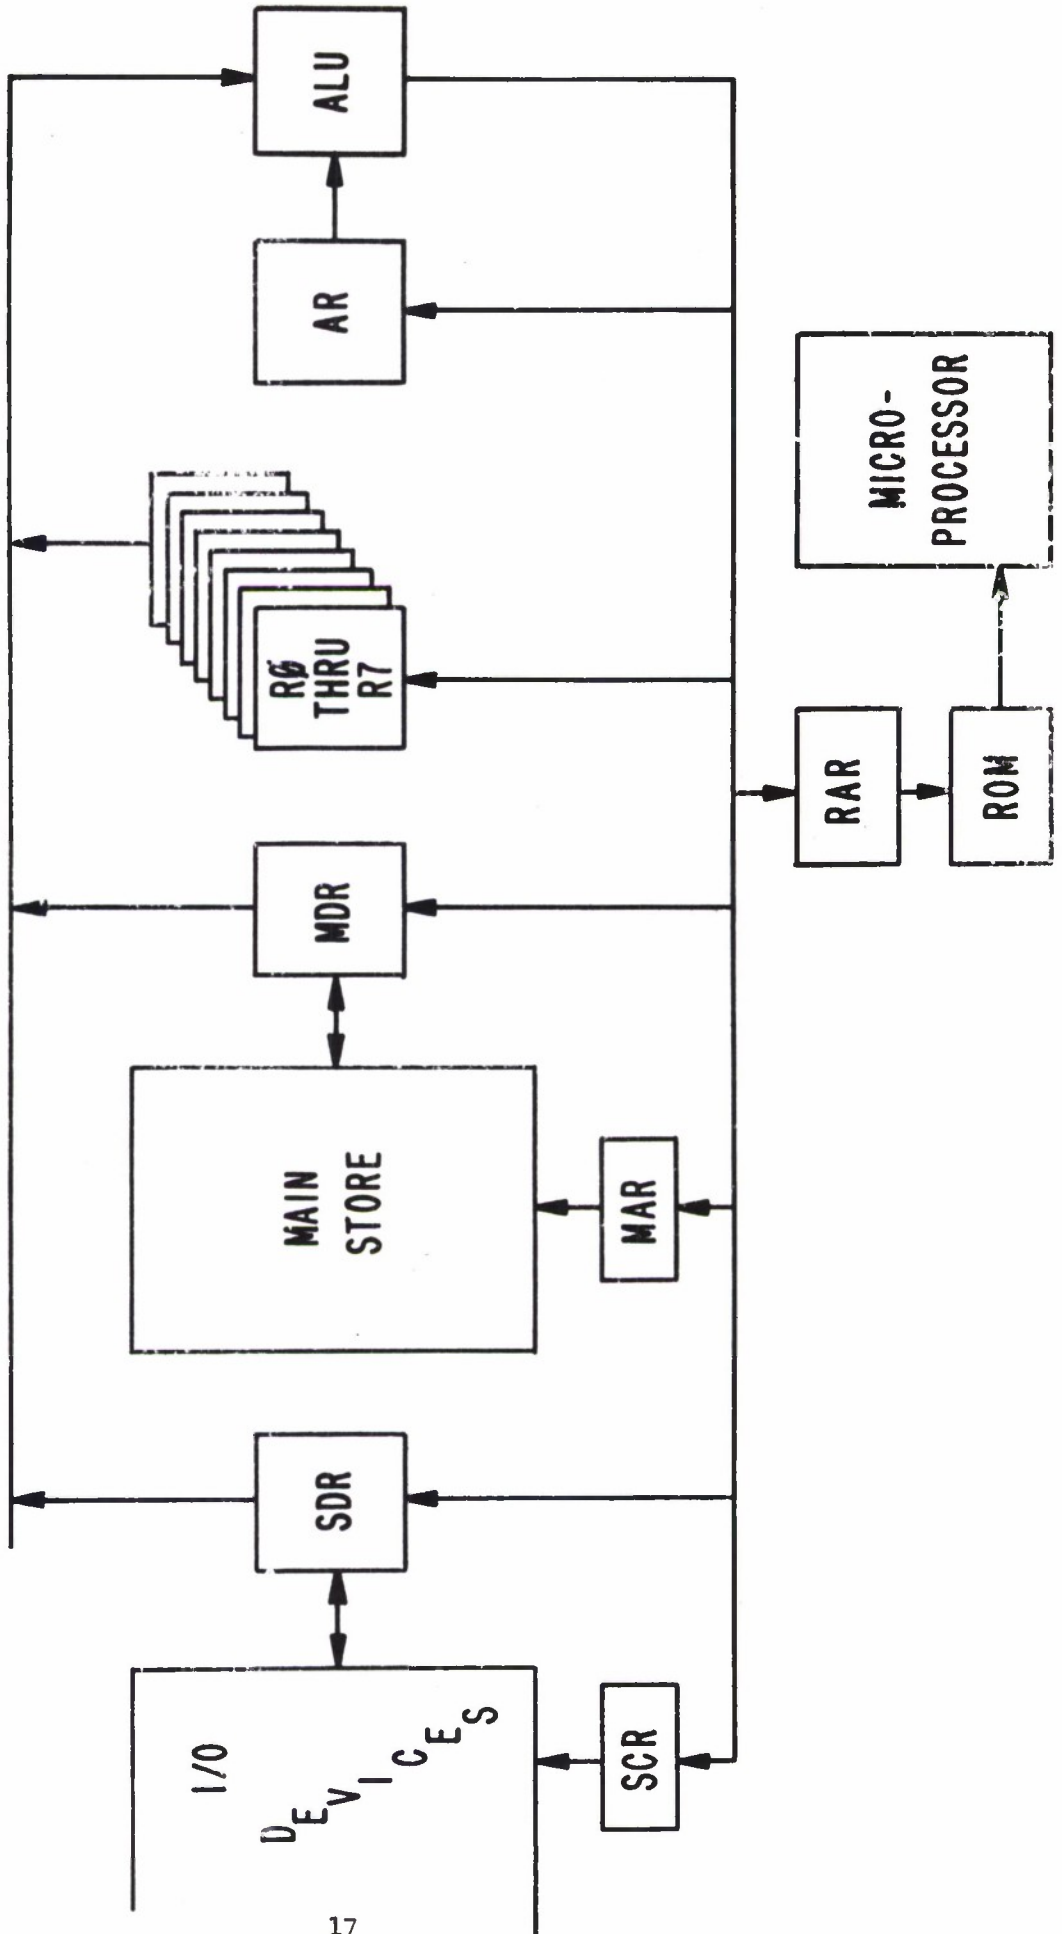 I/O
DEVICES
SCR
SDR
MAIN
STORE
MAR
MDR
RØ
THRU
R7
AR
ALU
RAR
ROM
MICRO-
PROCESSOR
17